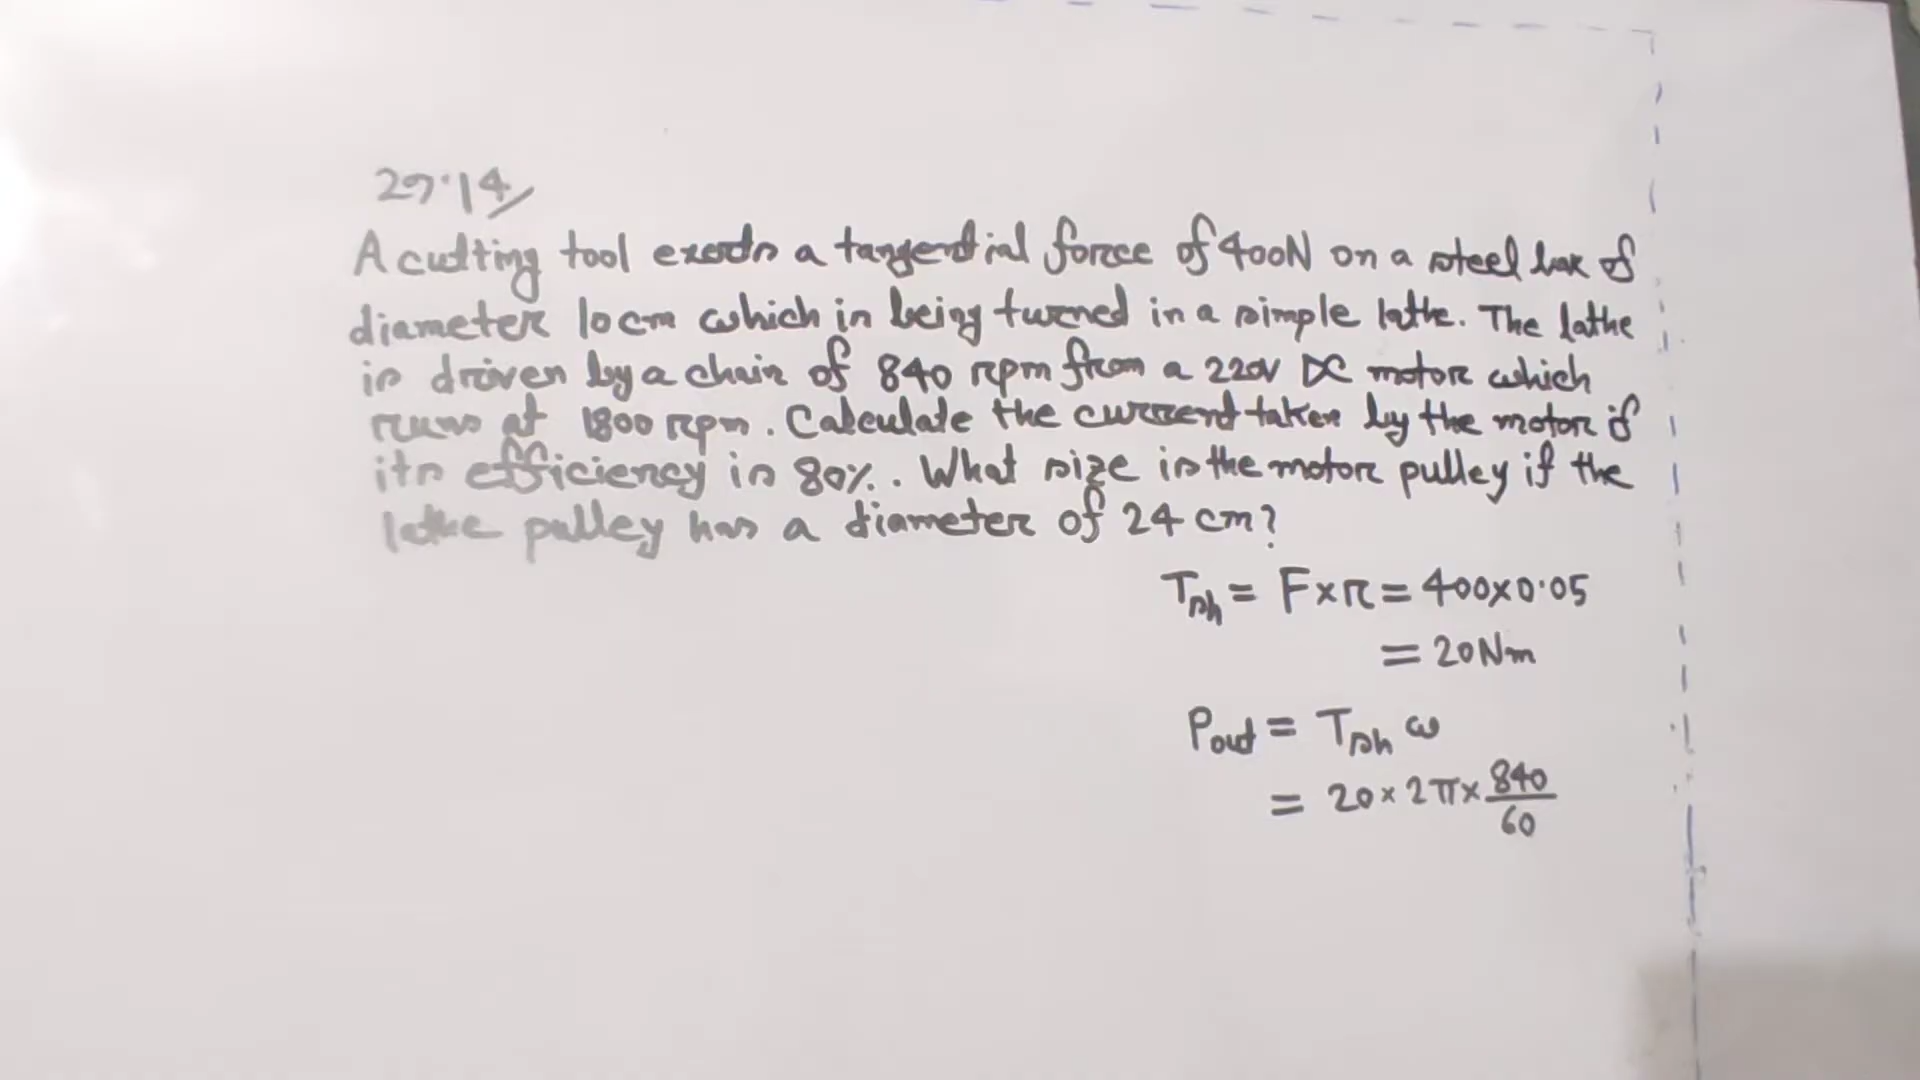 29.14/
A cutting tool exerts a tangential force of 400N on a steel bar of
diameter 10cm which is being turned in a simple lathe. The lathe
is driven by a chain of 840 rpm from a 220V DC motor which
runs at 1800 rpm. Calculate the current taken by the motor if
its efficiency is 80%. What size is the motor pulley if the
lathe pulley has a diameter of 24 cm?
Tsh = F×r = 400×0.05
= 20Nm
Pout = Tsh ω
= 20 × 2π × 840/60